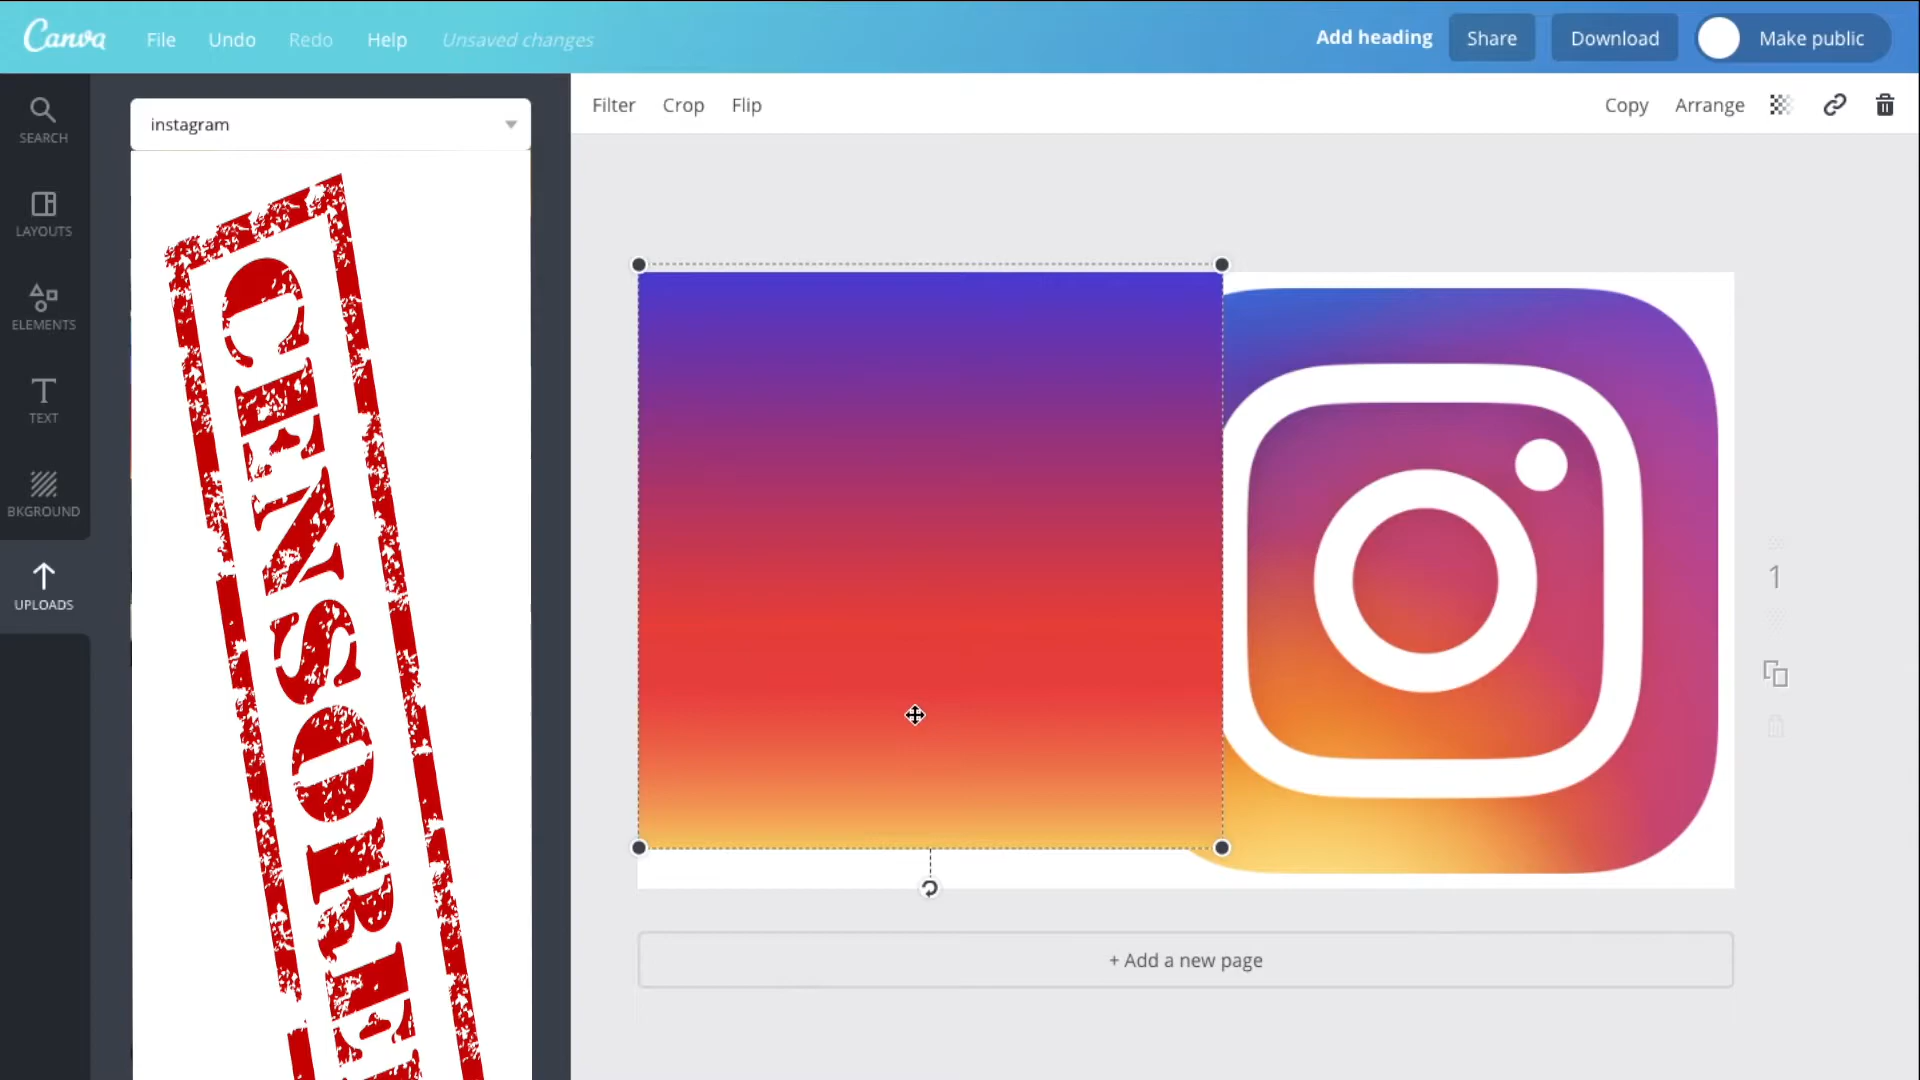 Canva File Undo Redo Help Unsaved changes Add heading Share Download Make public
SEARCH
LAYOUTS
ELEMENTS
TEXT
BKGROUND
UPLOADS
instagram
CENSORE
Filter Crop Flip Copy Arrange
1
+ Add a new page